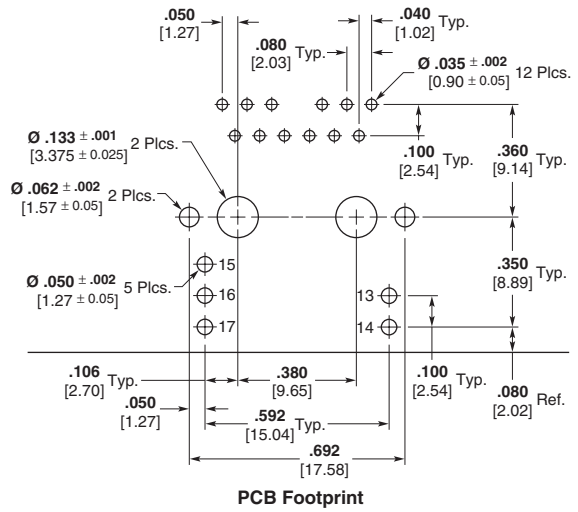 .050
[1.27]
.040
[1.02] Typ.
.080
[2.03] Typ.
Ø .035 ± .002
[0.90 ± 0.05] 12 Plcs.
Ø .133 ± .001
[3.375 ± 0.025] 2 Plcs.
.100
[2.54] Typ.
.360
[9.14] Typ.
Ø .062 ± .002
[1.57 ± 0.05] 2 Plcs.
Ø .050 ± .002
[1.27 ± 0.05] 5 Plcs.
15
16
17
13
14
.350
[8.89] Typ.
.106
[2.70] Typ.
.380
[9.65]
.100
[2.54] Typ.
.080
[2.02] Ref.
.050
[1.27]
.592
[15.04] Typ.
.692
[17.58]
PCB Footprint